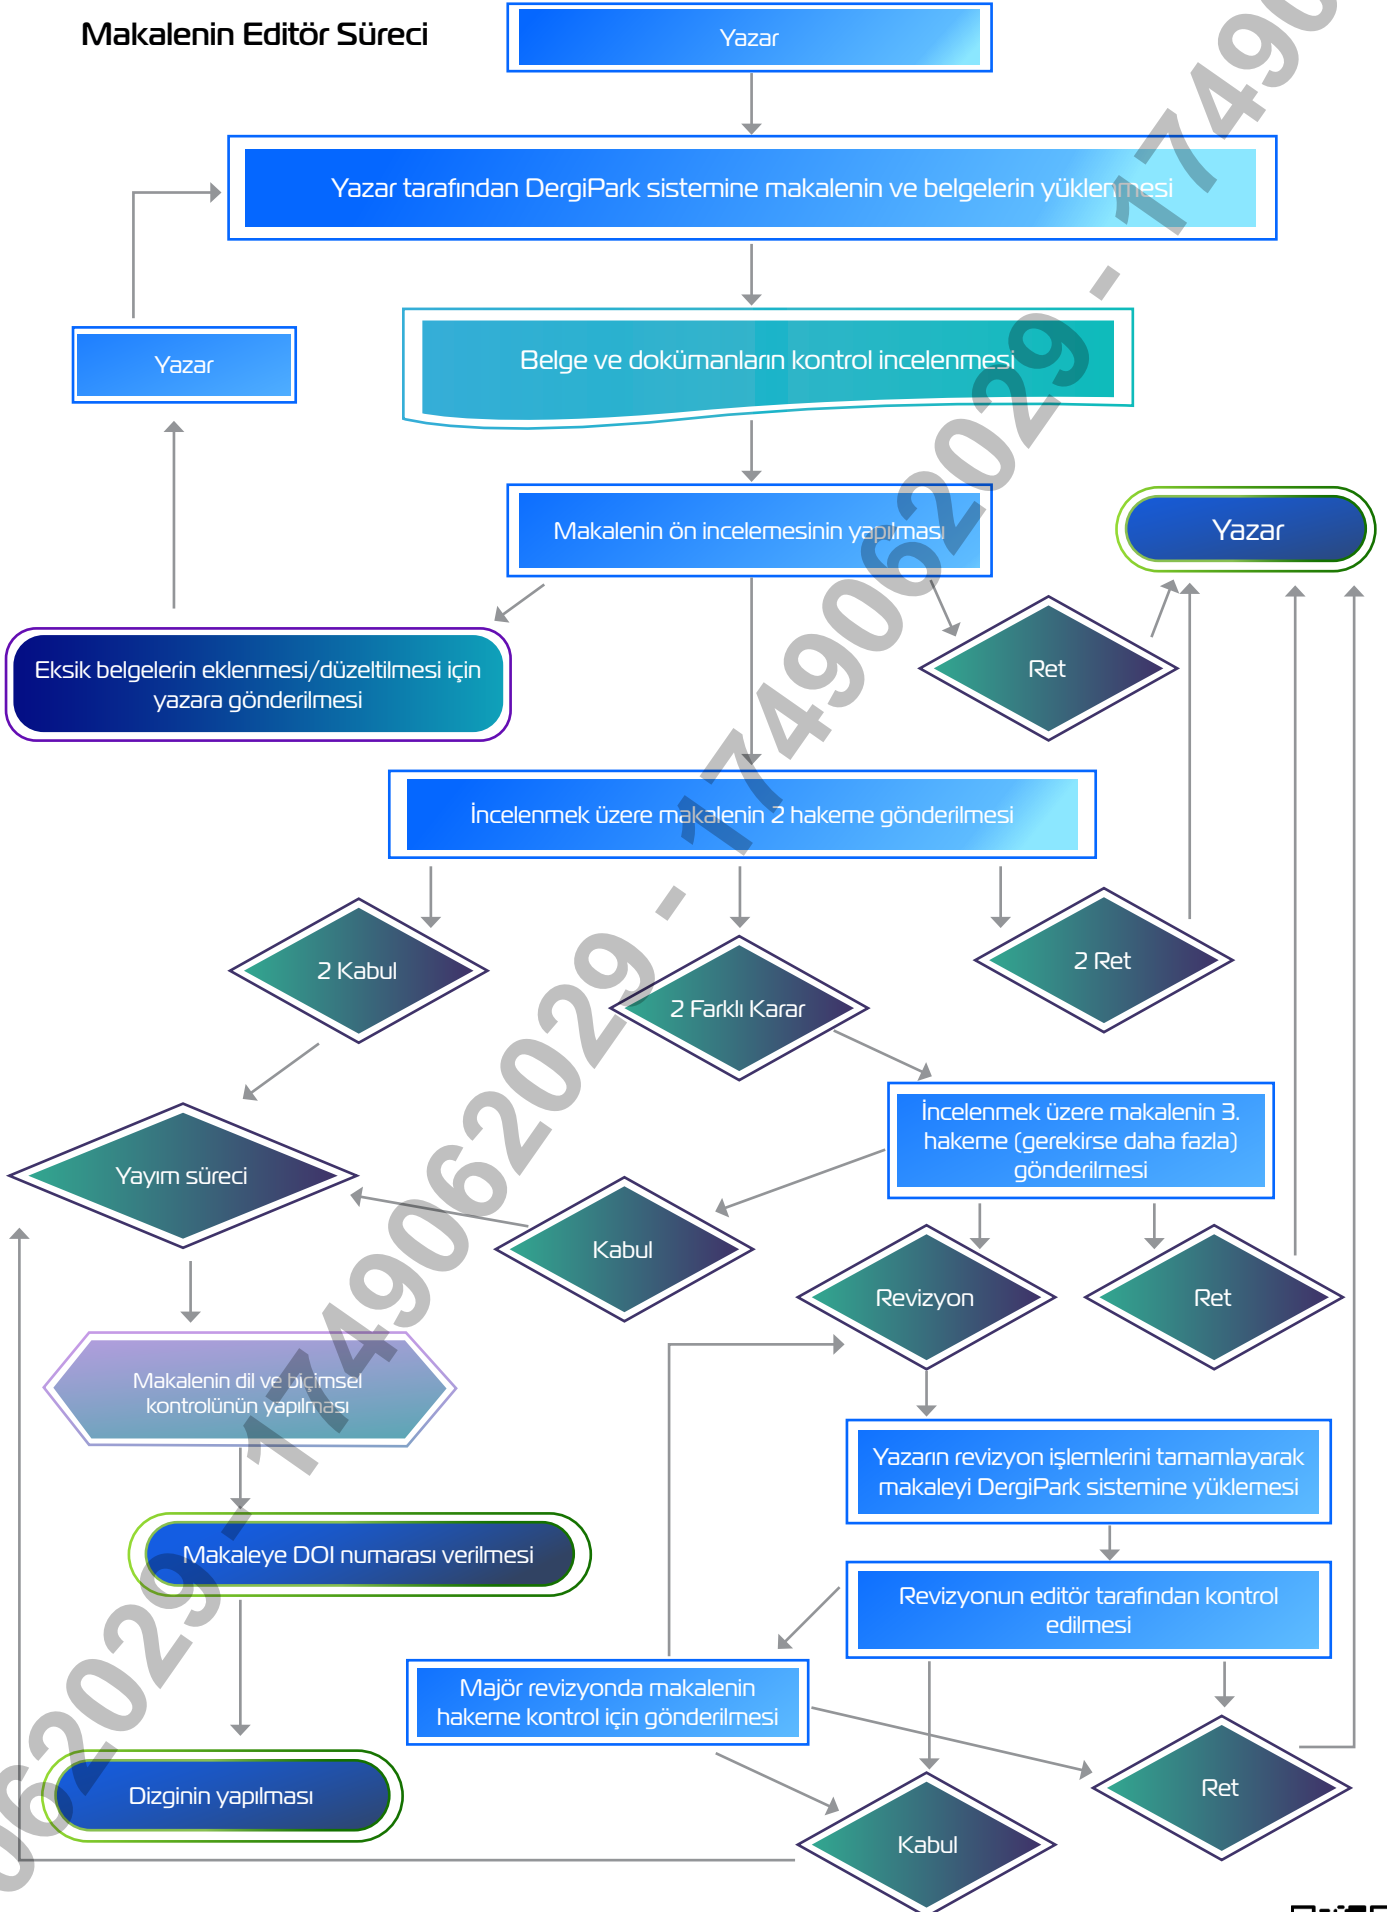 Makalenin Editör Süreci
Yazar
Yazar tarafından DergiPark sistemine makalenin ve belgelerin yüklenmesi
Yazar
Belge ve dokümanların kontrol incelenmesi
Makalenin ön incelemesinin yapılması
Yazar
Eksik belgelerin eklenmesi/düzeltilmesi için
yazara gönderilmesi
Ret
İncelenmek üzere makalenin 2 hakeme gönderilmesi
2 Kabul
2 Farklı Karar
2 Ret
İncelenmek üzere makalenin 3.
hakeme (gerekirse daha fazla)
gönderilmesi
Yayım süreci
Kabul
Revizyon
Ret
Makalenin dil ve biçimsel
kontrolünün yapılması
Yazarın revizyon işlemlerini tamamlayarak
makaleyi DergiPark sistemine yüklemesi
Makaleye DOI numarası verilmesi
Revizyonun editör tarafından kontrol
edilmesi
Majör revizyonda makalenin
hakeme kontrol için gönderilmesi
Dizginin yapılması
Ret
Kabul
062029 - 1749062029 - 1749062029 - 17490